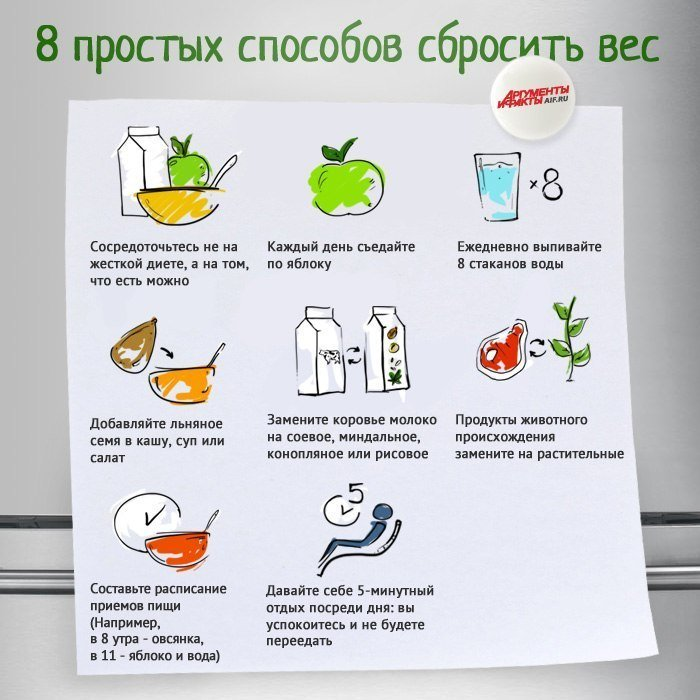 8 простых способов сбросить вес
АРГУМЕНТЫ
И ФАКТЫ AIF.RU
× 8
Сосредоточьтесь не на
жесткой диете, а на том,
что есть можно
Каждый день съедайте
по яблоку
Ежедневно выпивайте
8 стаканов воды
Добавляйте льняное
семя в кашу, суп или
салат
Замените коровье молоко
на соевое, миндальное,
конопляное или рисовое
Продукты животного
происхождения
замените на растительные
5
Составьте расписание
приемов пищи
(Например,
в 8 утра - овсянка,
в 11 - яблоко и вода)
Давайте себе 5-минутный
отдых посреди дня: вы
успокоитесь и не будете
переедать